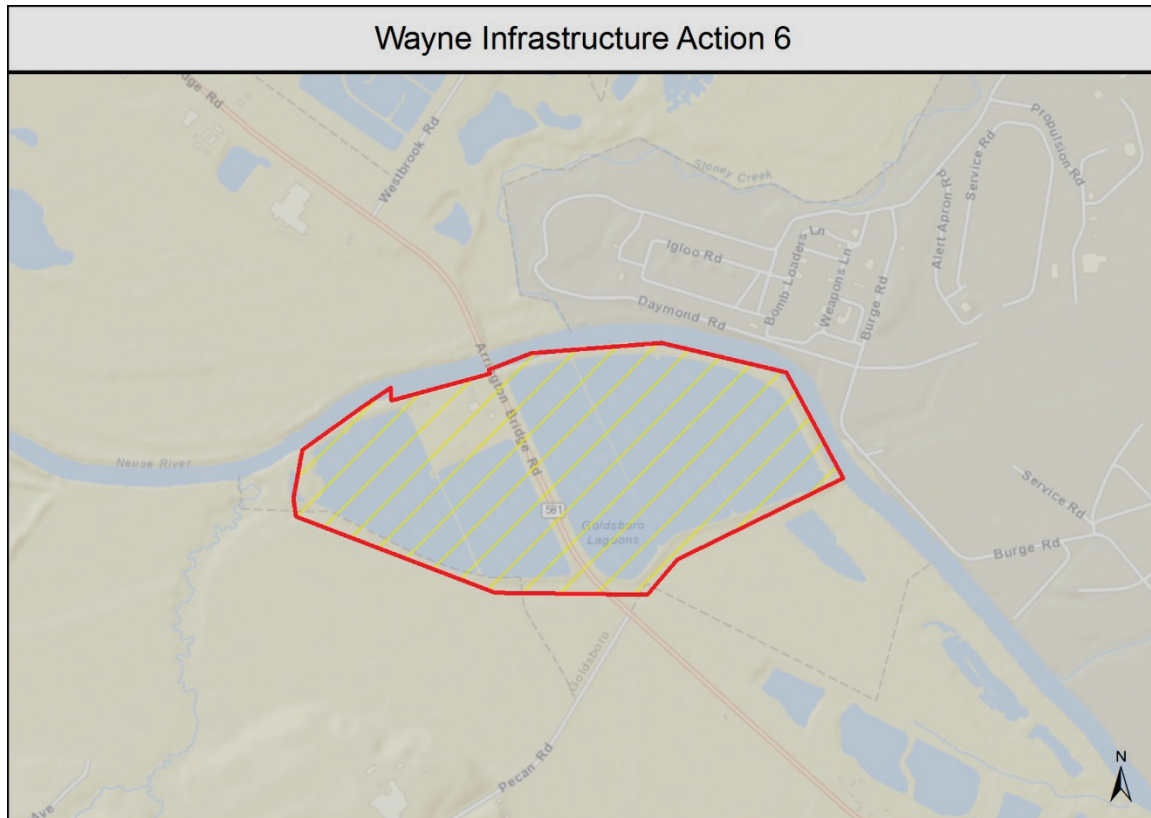 Wayne Infrastructure Action 6
dge Rd
Westbrook Rd
Stoney Creek
Propulsion Rd
Service Rd
Alert Apron Rd
Igloo Rd
Bomb Loaders Ln
Weapons Ln
Burge Rd
Daymond Rd
Arrington Bridge Rd
Neuse River
581
Goldsboro
Lagoons
Service Rd
Burge Rd
Goldsboro
Pecan Rd
Ave
N